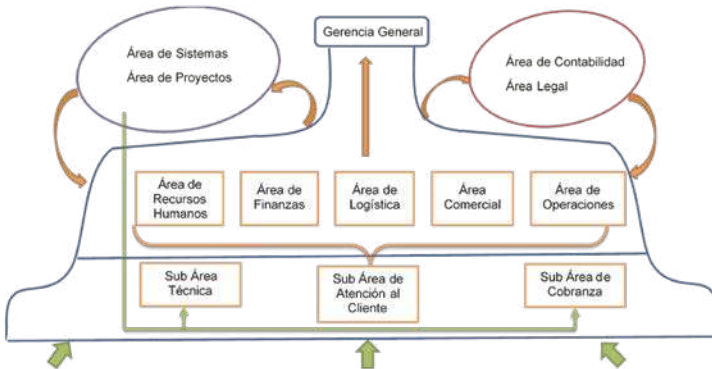 Gerencia General
Área de Sistemas
Área de Proyectos
Área de Contabilidad
Área Legal
Área de
Recursos
Humanos
Área de
Finanzas
Área de
Logística
Área
Comercial
Área de
Operaciones
Sub Área
Técnica
Sub Área de
Atención al
Cliente
Sub Área de
Cobranza